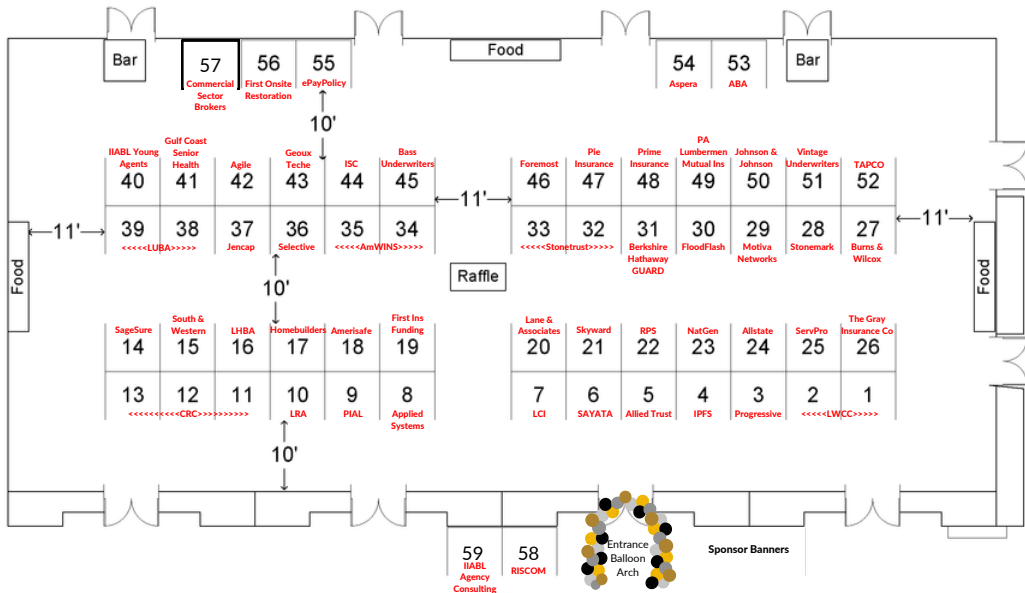 Bar
57
56
55
Food
54
53
Bar
Commercial
Sector
Brokers
First Onsite
Restoration
ePayPolicy
Aspera
ABA
10'
IIABL Young
Agents
Gulf Coast
Senior
Health
Agile
Geoux
Teche
ISC
Bass
Underwriters
Foremost
Pie
Insurance
Prime
Insurance
PA
Lumbermen
Mutual Ins
Johnson &
Johnson
Vintage
Underwriters
TAPCO
40
41
42
43
44
45
46
47
48
49
50
51
52
11'
11'
11'
39
38
37
36
35
34
33
32
31
30
29
28
27
<<<<<LUBA>>>>>
Jencap
Selective
<<<<<AmWINS>>>>>
<<<<<Stonetrust>>>>>
Berkshire
Hathaway
GUARD
FloodFlash
Motiva
Networks
Stonemark
Burns &
Wilcox
Food
10'
Raffle
Food
SageSure
South &
Western
LHBA
Homebuilders
Amerisafe
First Ins
Funding
Lane &
Associates
Skyward
RPS
NatGen
Allstate
ServPro
The Gray
Insurance Co
14
15
16
17
18
19
20
21
22
23
24
25
26
13
12
11
10
9
8
7
6
5
4
3
2
1
<<<<<<<<<<CRC>>>>>>>>>>
LRA
PIAL
Applied
Systems
LCI
SAYATA
Allied Trust
IPFS
Progressive
<<<<<LWCC>>>>>
10'
59
58
IIABL
Agency
Consulting
RISCOM
Entrance
Balloon
Arch
Sponsor Banners